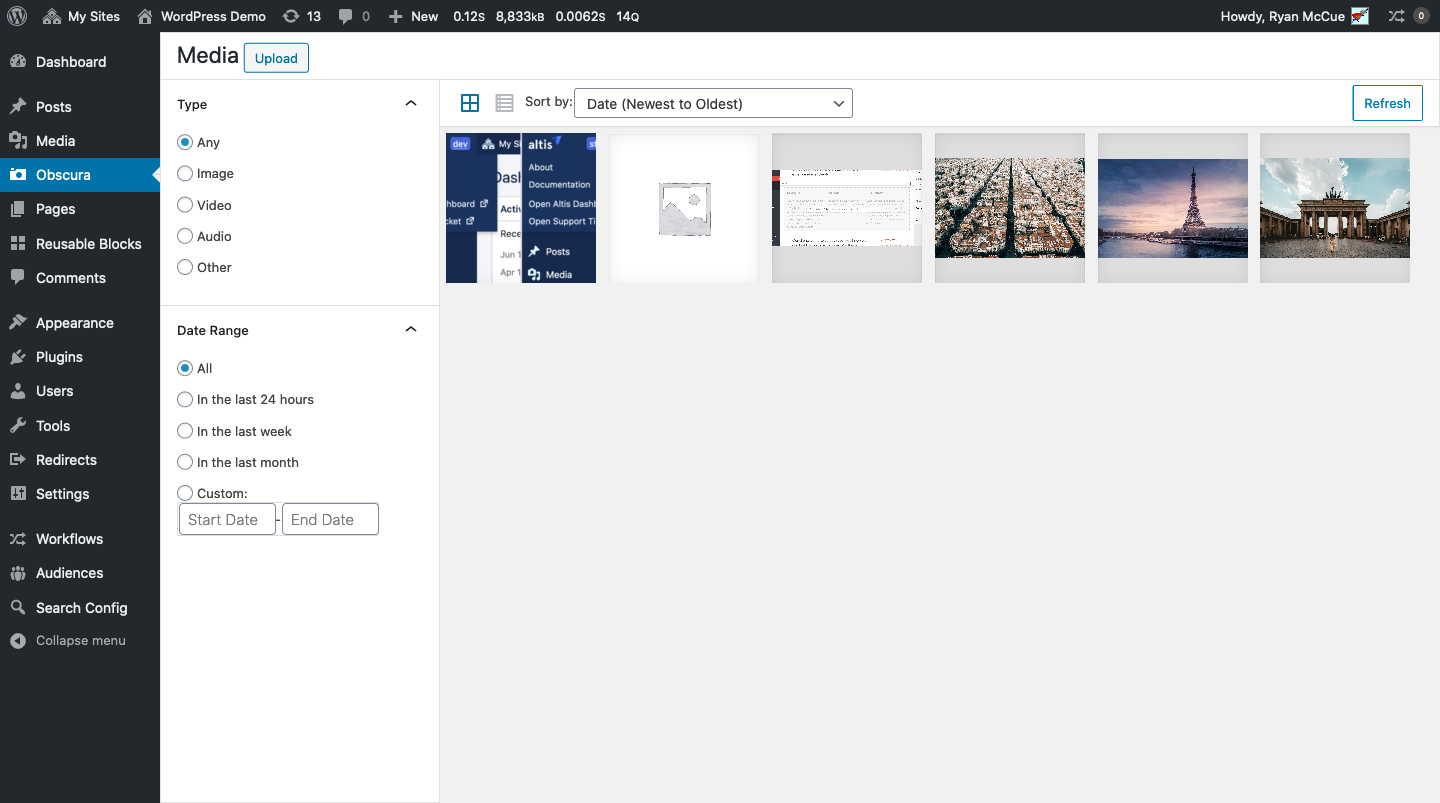 My Sites WordPress Demo 13 0 New 0.12S 8,833KB 0.0062S 14Q Howdy, Ryan McCue 0
Dashboard
Posts
Media
Obscura
Pages
Reusable Blocks
Comments
Appearance
Plugins
Users
Tools
Redirects
Settings
Workflows
Audiences
Search Config
Collapse menu
Media Upload
Type
Any
Image
Video
Audio
Other
Date Range
All
In the last 24 hours
In the last week
In the last month
Custom:
Start Date - End Date
Sort by: Date (Newest to Oldest) Refresh
dev My Si altis st
About
Dasl Documentation
hboard Open Altis Dashb
Activ
cket Open Support Ti
Rece
Jun 1 Posts
Apr 1 Media